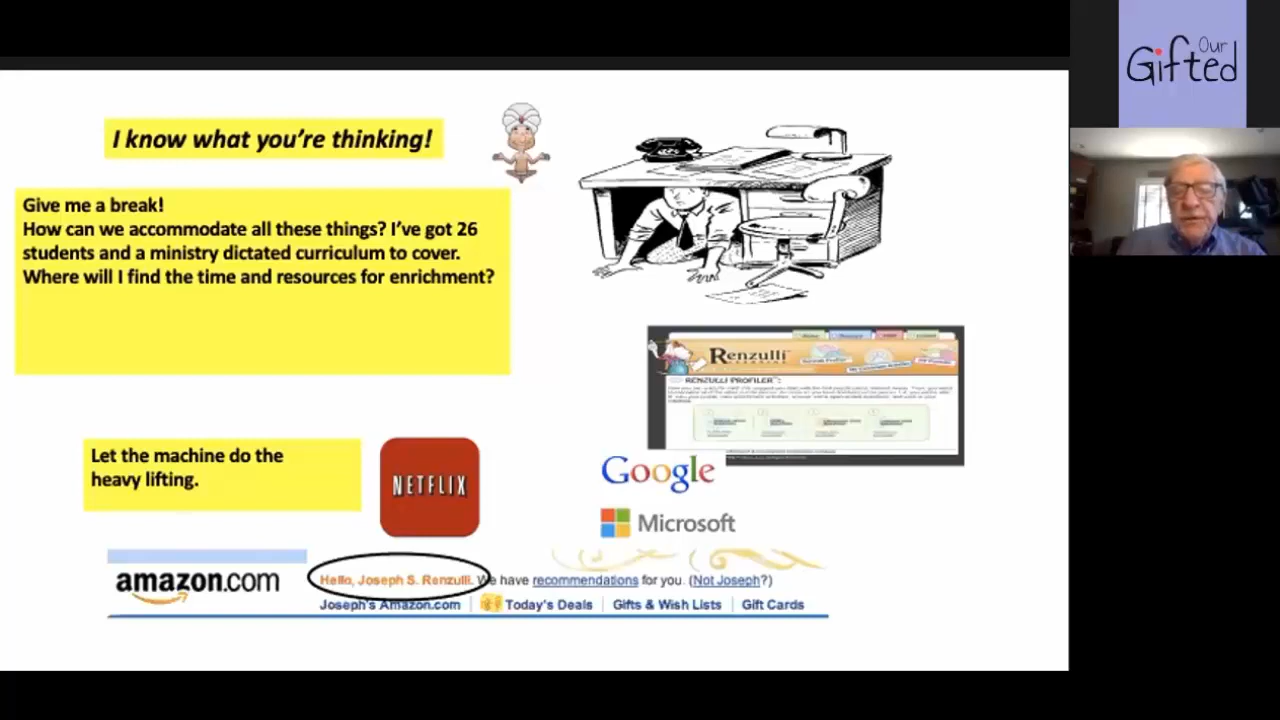 Our
Gifted
I know what you're thinking!
Give me a break!
How can we accommodate all these things? I've got 26
students and a ministry dictated curriculum to cover.
Where will I find the time and resources for enrichment?
Renzulli
RENZULLI PROFILER™:
Let the machine do the
heavy lifting.
NETFLIX
Google
Microsoft
amazon.com
Hello, Joseph S. Renzulli. We have recommendations for you. (Not Joseph?)
Joseph's Amazon.com
Today's Deals
Gifts & Wish Lists
Gift Cards